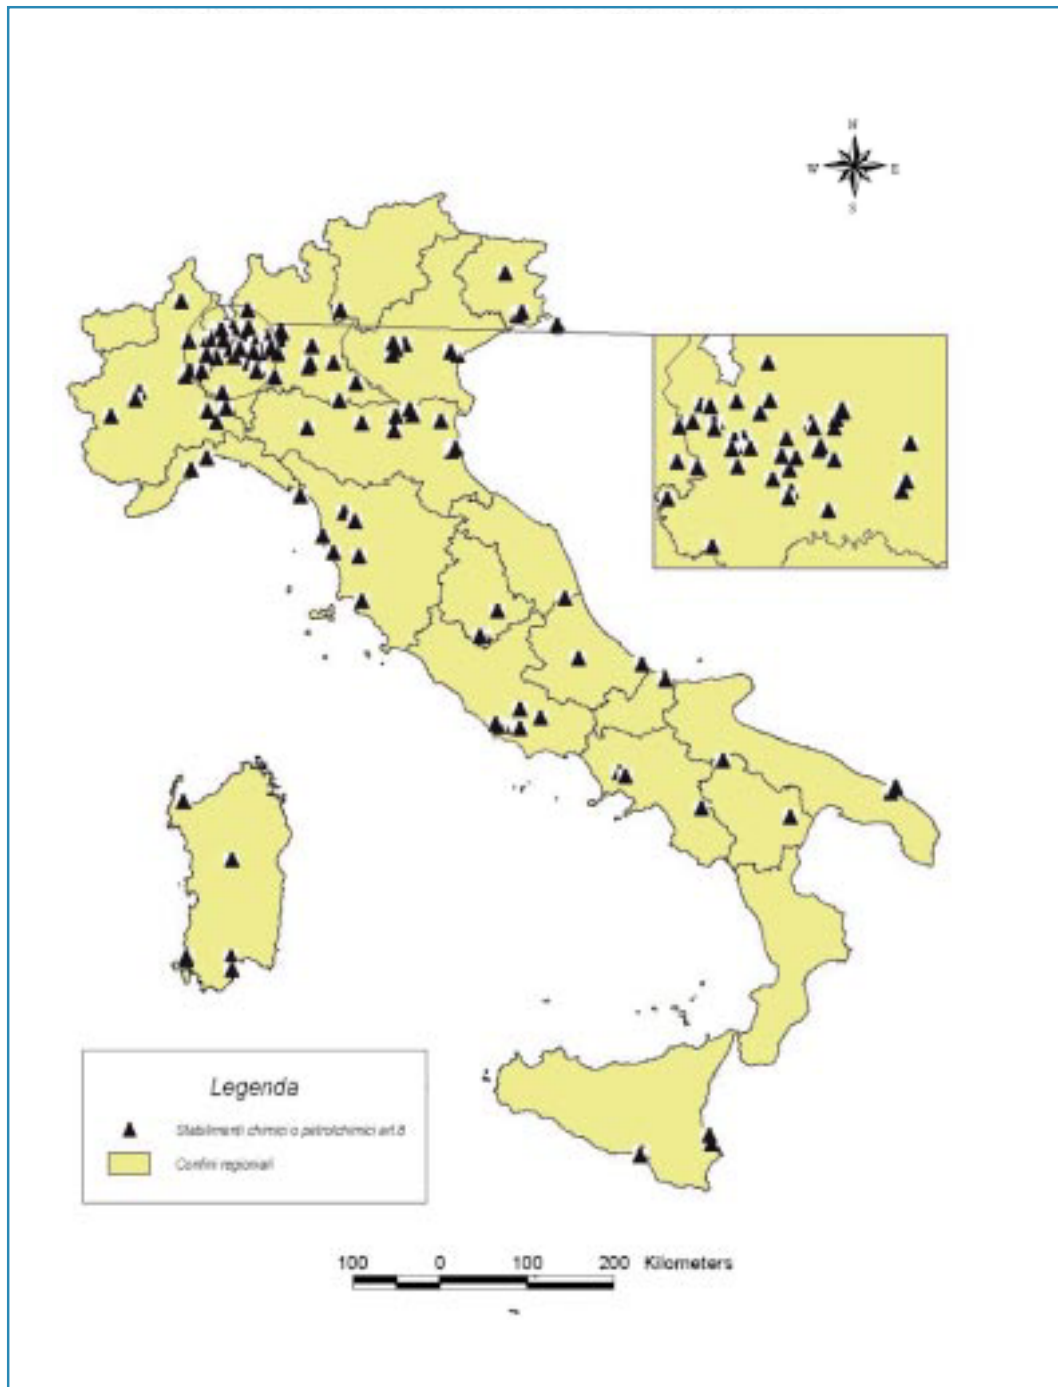 N
W E
S
Legenda
Stabilimenti chimici o petrolchimici art.8
Confini regionali
100 0 100 200 Kilometers